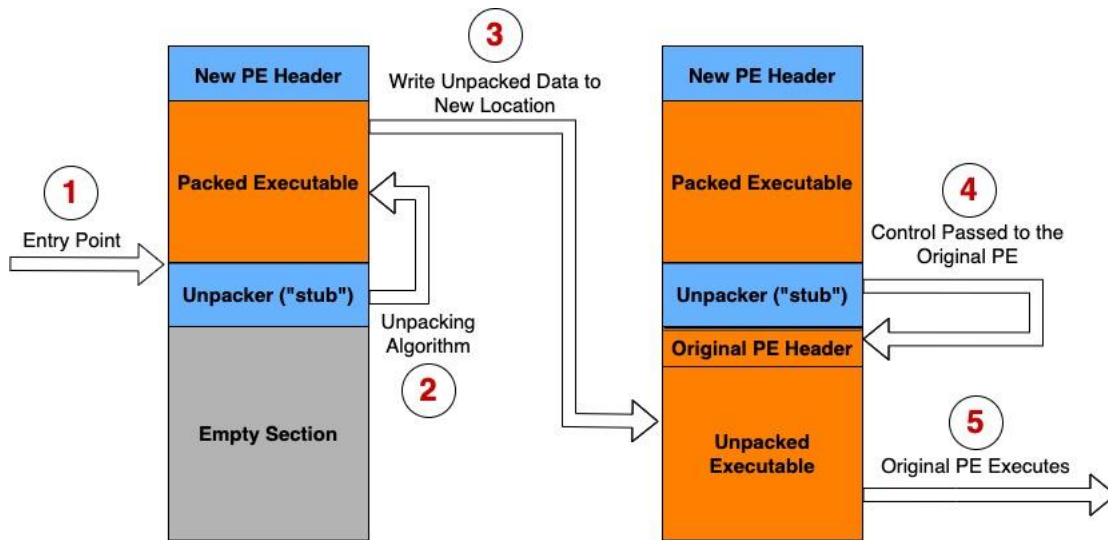 3
Write Unpacked Data to
New Location
New PE Header
Packed Executable
1
Entry Point
Unpacker ("stub")
Unpacking
Algorithm
2
Empty Section
New PE Header
Packed Executable
4
Control Passed to the
Original PE
Unpacker ("stub")
Original PE Header
Unpacked
Executable
5
Original PE Executes